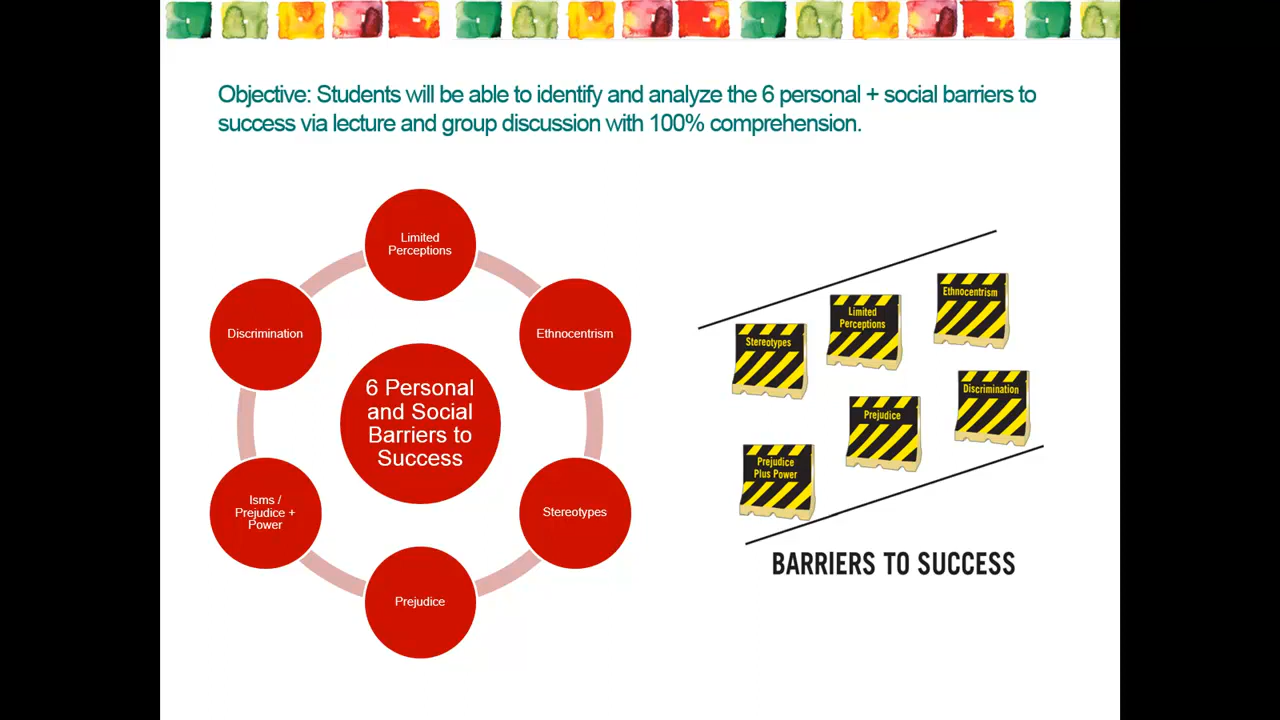 Objective: Students will be able to identify and analyze the 6 personal + social barriers to
success via lecture and group discussion with 100% comprehension.
Limited
Perceptions
Ethnocentrism
Stereotypes
Prejudice
Isms /
Prejudice +
Power
Discrimination
6 Personal
and Social
Barriers to
Success
Ethnocentrism
Limited
Perceptions
Stereotypes
Discrimination
Prejudice
Prejudice
Plus Power
BARRIERS TO SUCCESS